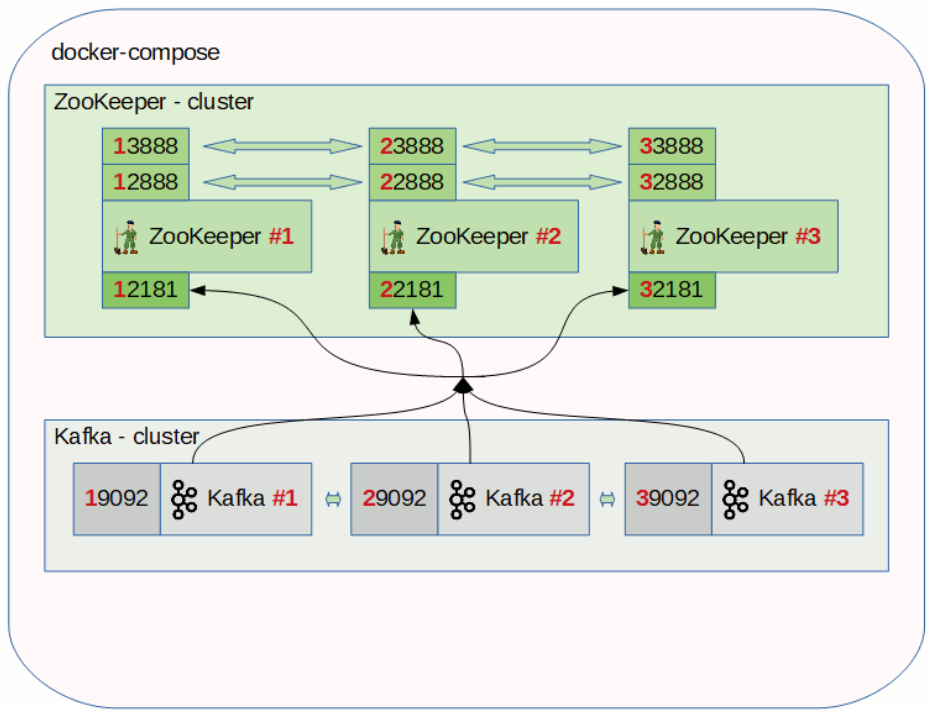 docker-compose
ZooKeeper - cluster
13888 23888 33888
12888 22888 32888
ZooKeeper #1 ZooKeeper #2 ZooKeeper #3
12181 22181 32181
Kafka - cluster
19092 Kafka #1 29092 Kafka #2 39092 Kafka #3